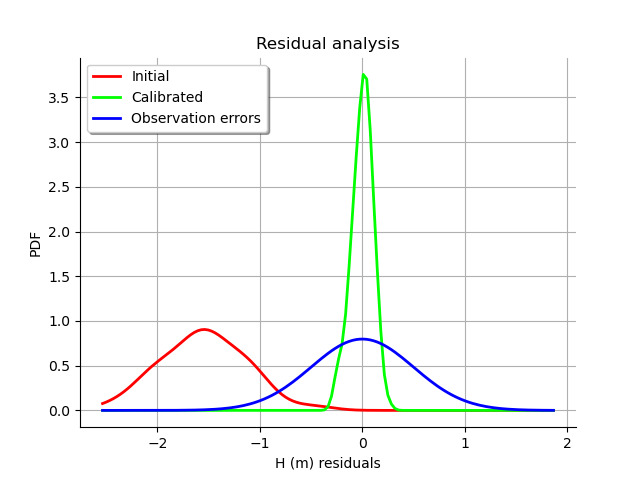 Residual analysis
Initial
Calibrated
Observation errors
3.5
3.0
2.5
2.0
1.5
1.0
0.5
0.0
PDF
−2
−1
0
1
2
H (m) residuals